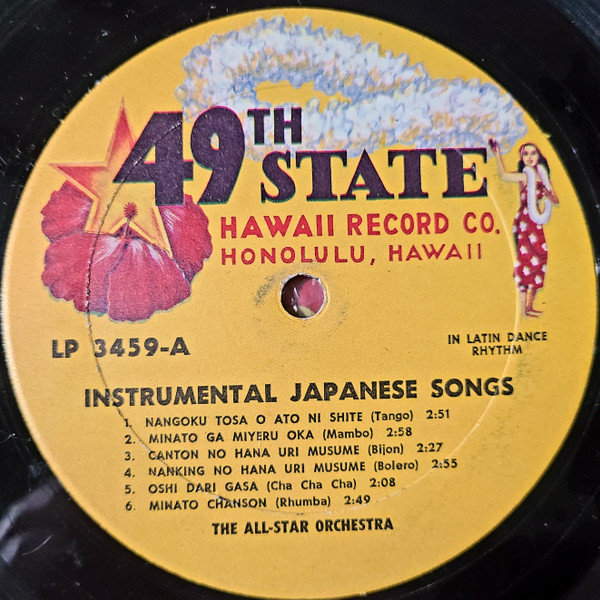 49TH
STATE
HAWAII RECORD CO.
HONOLULU, HAWAII
LP 3459-A
IN LATIN DANCE
RHYTHM
INSTRUMENTAL JAPANESE SONGS
1. NANGOKU TOSA O ATO NI SHITE (Tango) 2:51
2. MINATO GA MIYERU OKA (Mambo) 2:58
3. CANTON NO HANA URI MUSUME (Bijon) 2:27
4. NANKING NO HANA URI MUSUME (Bolero) 2:55
5. OSHI DARI GASA (Cha Cha Cha) 2:08
6. MINATO CHANSON (Rhumba) 2:49
THE ALL-STAR ORCHESTRA